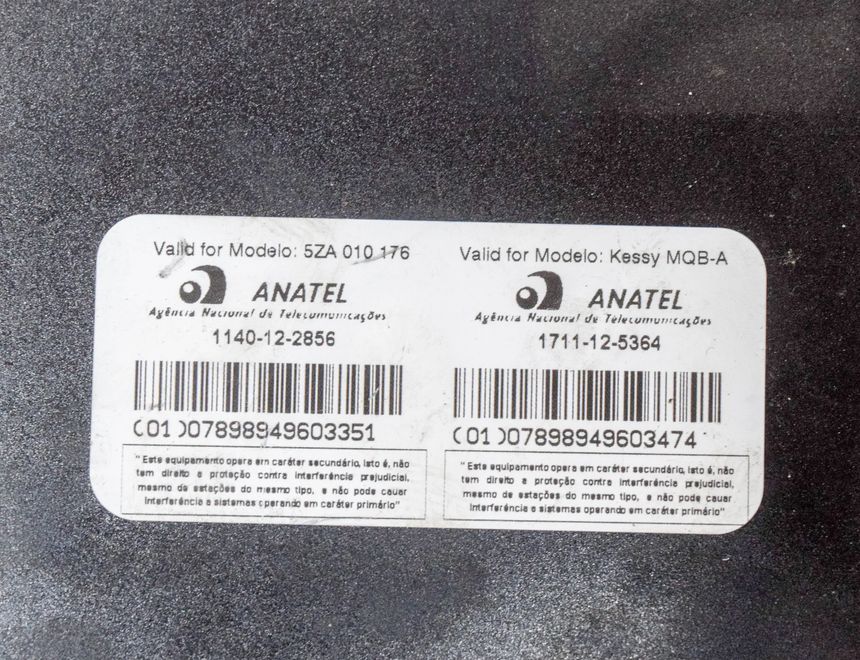 Valid for Modelo: 5ZA 010 176
ANATEL
Agência Nacional de Telecomunicações
1140-12-2856
(01)07898949603351
"Este equipamento opera em caráter secundário, isto é, não
tem direito a proteção contra interferência prejudicial,
mesmo de estações do mesmo tipo, e não pode causar
interferência a sistemas operando em caráter primário"
Valid for Modelo: Kessy MQB-A
ANATEL
Agência Nacional de Telecomunicações
1711-12-5364
(01)07898949603474
"Este equipamento opera em caráter secundário, isto é, não
tem direito a proteção contra interferência prejudicial,
mesmo de estações do mesmo tipo, e não pode causar
interferência a sistemas operando em caráter primário"